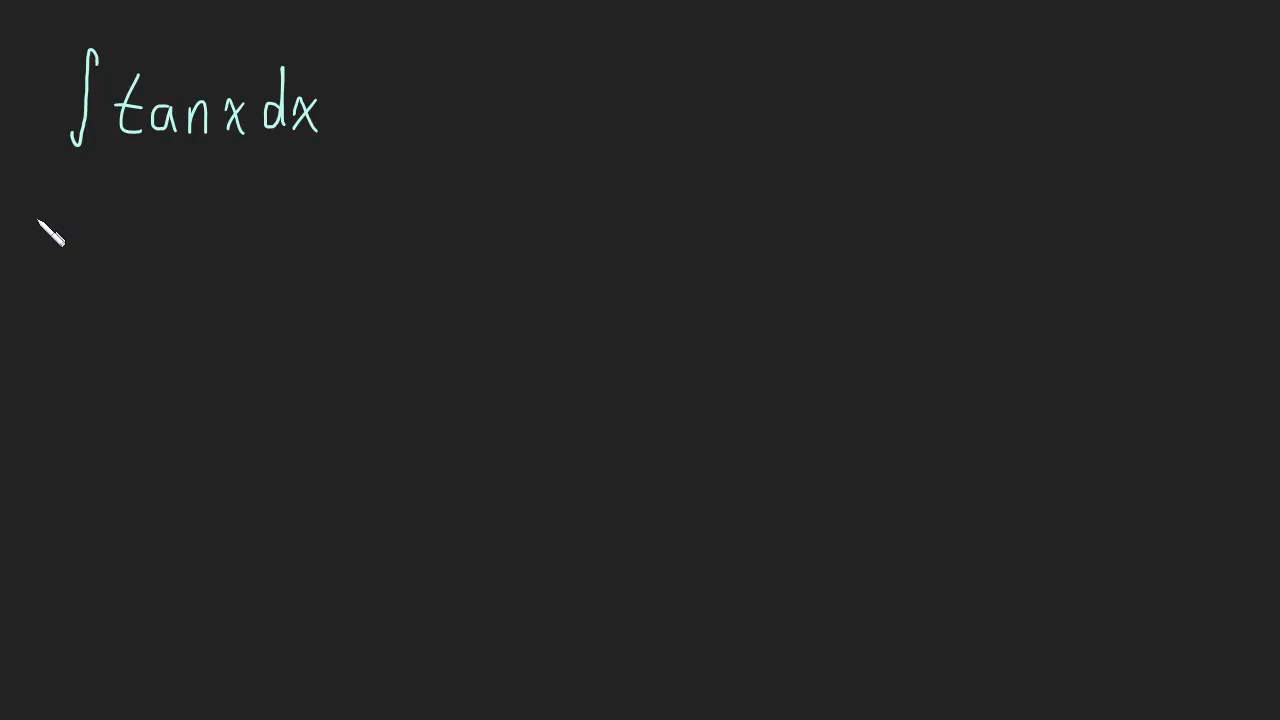 ∫ tan x dx